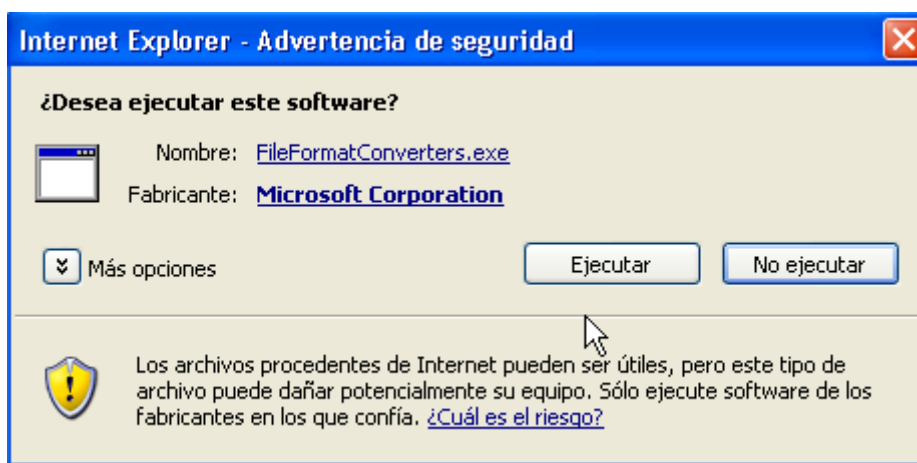 Internet Explorer - Advertencia de seguridad
¿Desea ejecutar este software?
Nombre: FileFormatConverters.exe
Fabricante: Microsoft Corporation
Más opciones
Ejecutar
No ejecutar
Los archivos procedentes de Internet pueden ser útiles, pero este tipo de
archivo puede dañar potencialmente su equipo. Sólo ejecute software de los
fabricantes en los que confía. ¿Cuál es el riesgo?